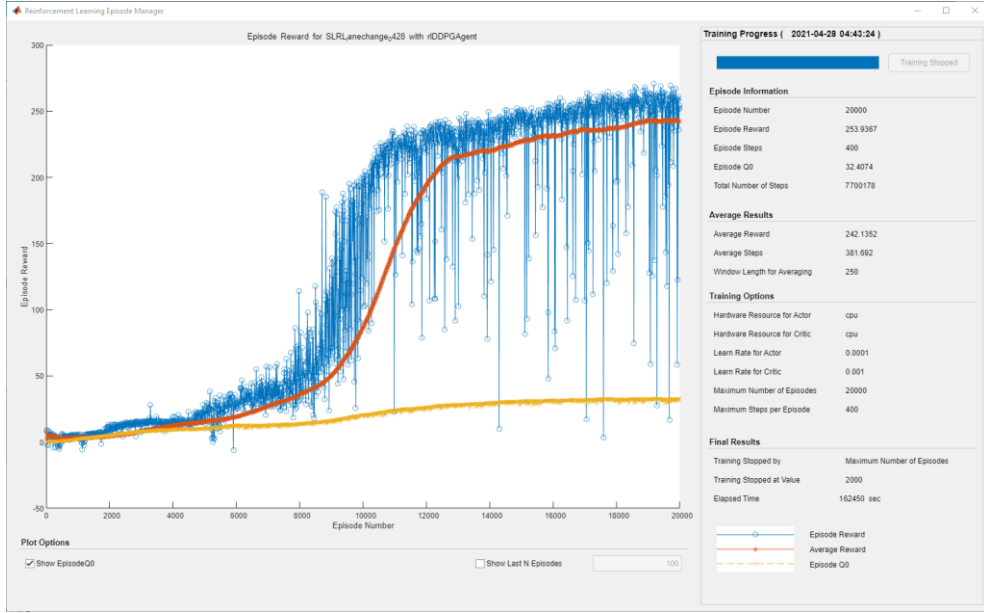 Reinforcement Learning Episode Manager
Episode Reward for SLRLlanechange0428 with rlDDPGAgent
300
250
200
150
100
50
0
-50
Episode Reward
0 2000 4000 6000 8000 10000 12000 14000 16000 18000 20000
Episode Number
Plot Options
Show EpisodeQ0
Show Last N Episodes 100
Training Progress ( 2021-04-28 04:43:24 )
Training Stopped
Episode Information
Episode Number 20000
Episode Reward 253.9367
Episode Steps 400
Episode Q0 32.4074
Total Number of Steps 7700178
Average Results
Average Reward 242.1352
Average Steps 381.692
Window Length for Averaging 250
Training Options
Hardware Resource for Actor cpu
Hardware Resource for Critic cpu
Learn Rate for Actor 0.0001
Learn Rate for Critic 0.001
Maximum Number of Episodes 20000
Maximum Steps per Episode 400
Final Results
Training Stopped by Maximum Number of Episodes
Training Stopped at Value 2000
Elapsed Time 162450 sec
Episode Reward
Average Reward
Episode Q0